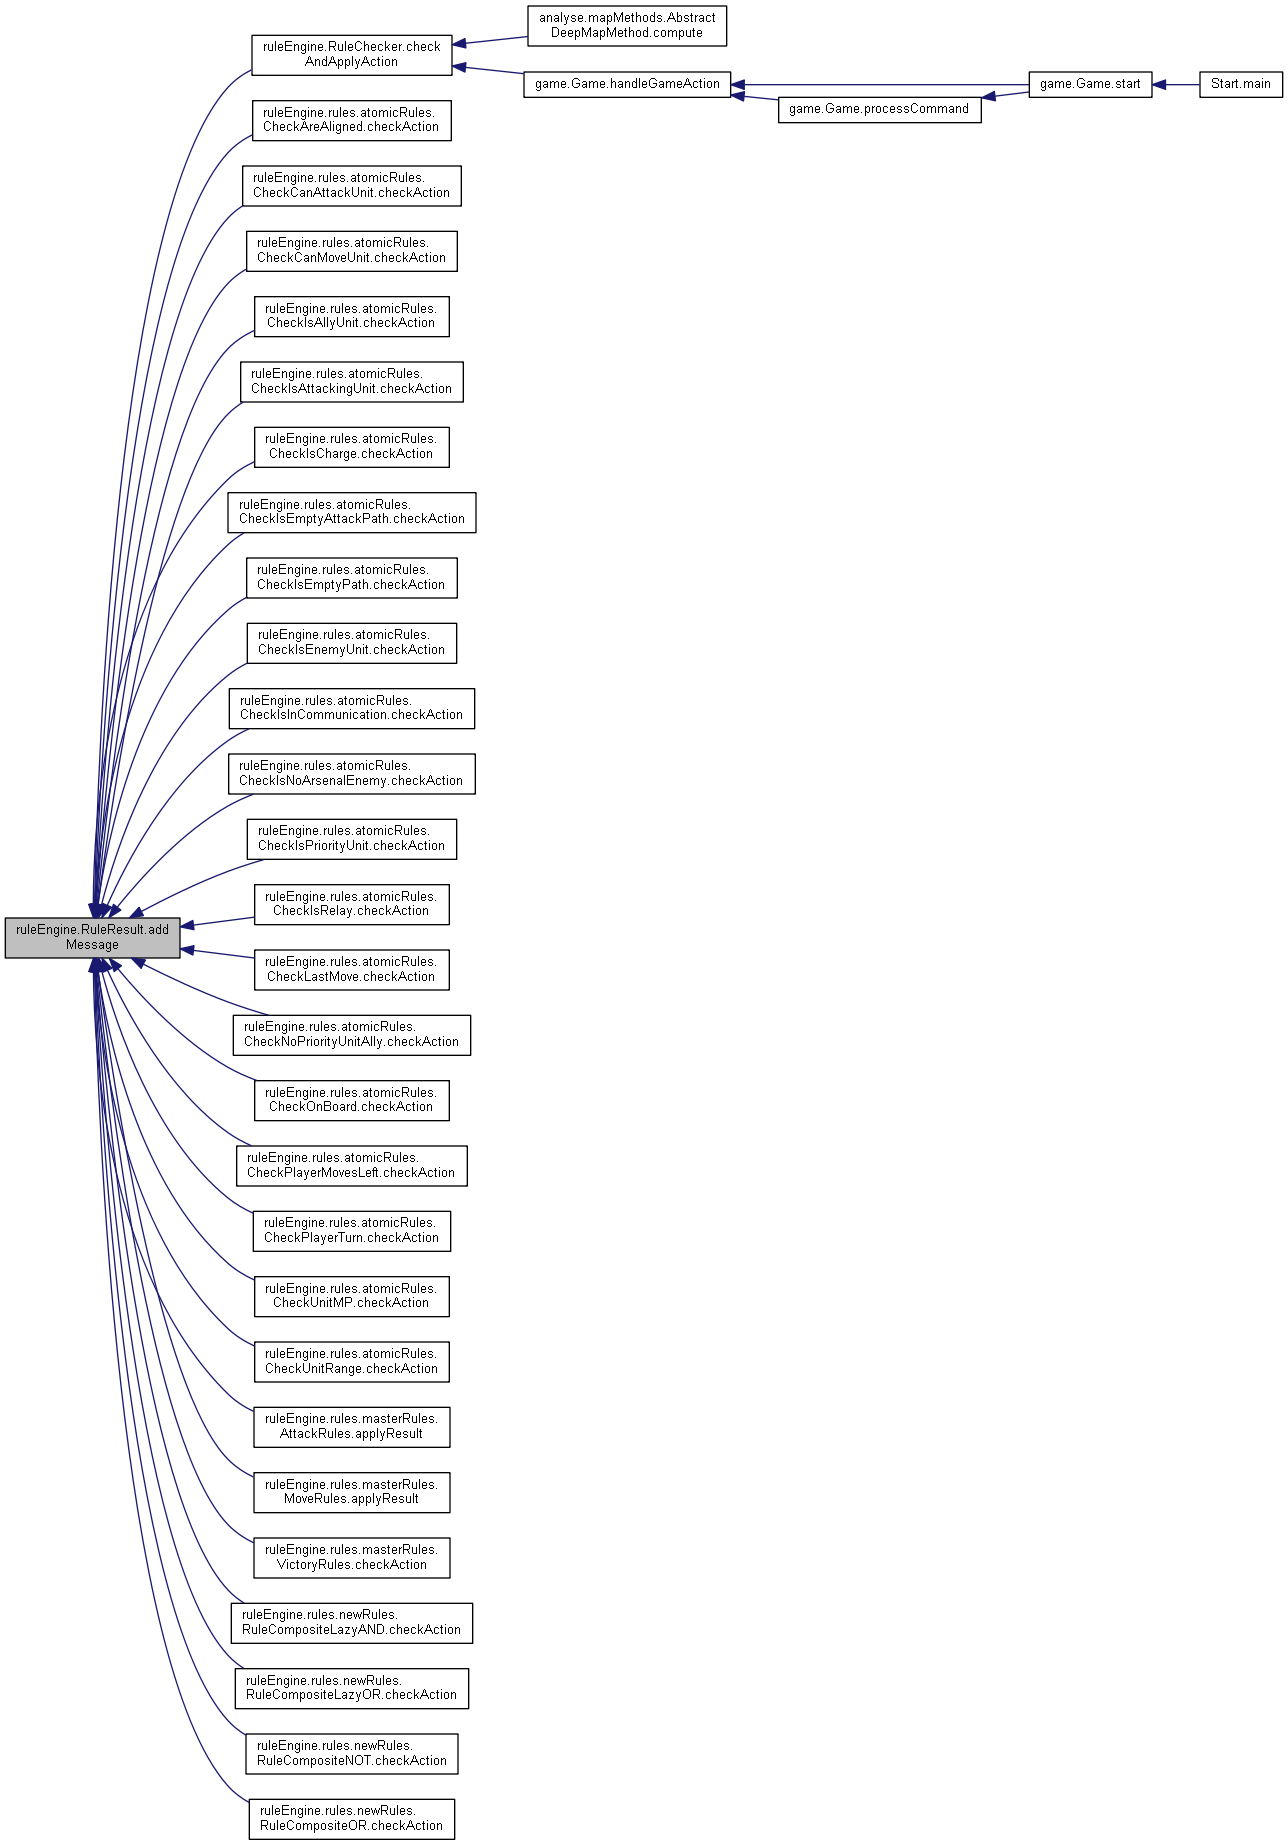 analyse.mapMethods.Abstract
DeepMapMethod.compute
ruleEngine.RuleChecker.check
AndApplyAction
game.Game.handleGameAction
game.Game.start
Start.main
game.Game.processCommand
ruleEngine.rules.atomicRules.
CheckAreAligned.checkAction
ruleEngine.rules.atomicRules.
CheckCanAttackUnit.checkAction
ruleEngine.rules.atomicRules.
CheckCanMoveUnit.checkAction
ruleEngine.rules.atomicRules.
CheckIsAllyUnit.checkAction
ruleEngine.rules.atomicRules.
CheckIsAttackingUnit.checkAction
ruleEngine.rules.atomicRules.
CheckIsCharge.checkAction
ruleEngine.rules.atomicRules.
CheckIsEmptyAttackPath.checkAction
ruleEngine.rules.atomicRules.
CheckIsEmptyPath.checkAction
ruleEngine.rules.atomicRules.
CheckIsEnemyUnit.checkAction
ruleEngine.rules.atomicRules.
CheckIsInCommunication.checkAction
ruleEngine.rules.atomicRules.
CheckIsNoArsenalEnemy.checkAction
ruleEngine.rules.atomicRules.
CheckIsPriorityUnit.checkAction
ruleEngine.rules.atomicRules.
CheckIsRelay.checkAction
ruleEngine.RuleResult.add
Message
ruleEngine.rules.atomicRules.
CheckLastMove.checkAction
ruleEngine.rules.atomicRules.
CheckNoPriorityUnitAlly.checkAction
ruleEngine.rules.atomicRules.
CheckOnBoard.checkAction
ruleEngine.rules.atomicRules.
CheckPlayerMovesLeft.checkAction
ruleEngine.rules.atomicRules.
CheckPlayerTurn.checkAction
ruleEngine.rules.atomicRules.
CheckUnitMP.checkAction
ruleEngine.rules.atomicRules.
CheckUnitRange.checkAction
ruleEngine.rules.masterRules.
AttackRules.applyResult
ruleEngine.rules.masterRules.
MoveRules.applyResult
ruleEngine.rules.masterRules.
VictoryRules.checkAction
ruleEngine.rules.newRules.
RuleCompositeLazyAND.checkAction
ruleEngine.rules.newRules.
RuleCompositeLazyOR.checkAction
ruleEngine.rules.newRules.
RuleCompositeNOT.checkAction
ruleEngine.rules.newRules.
RuleCompositeOR.checkAction